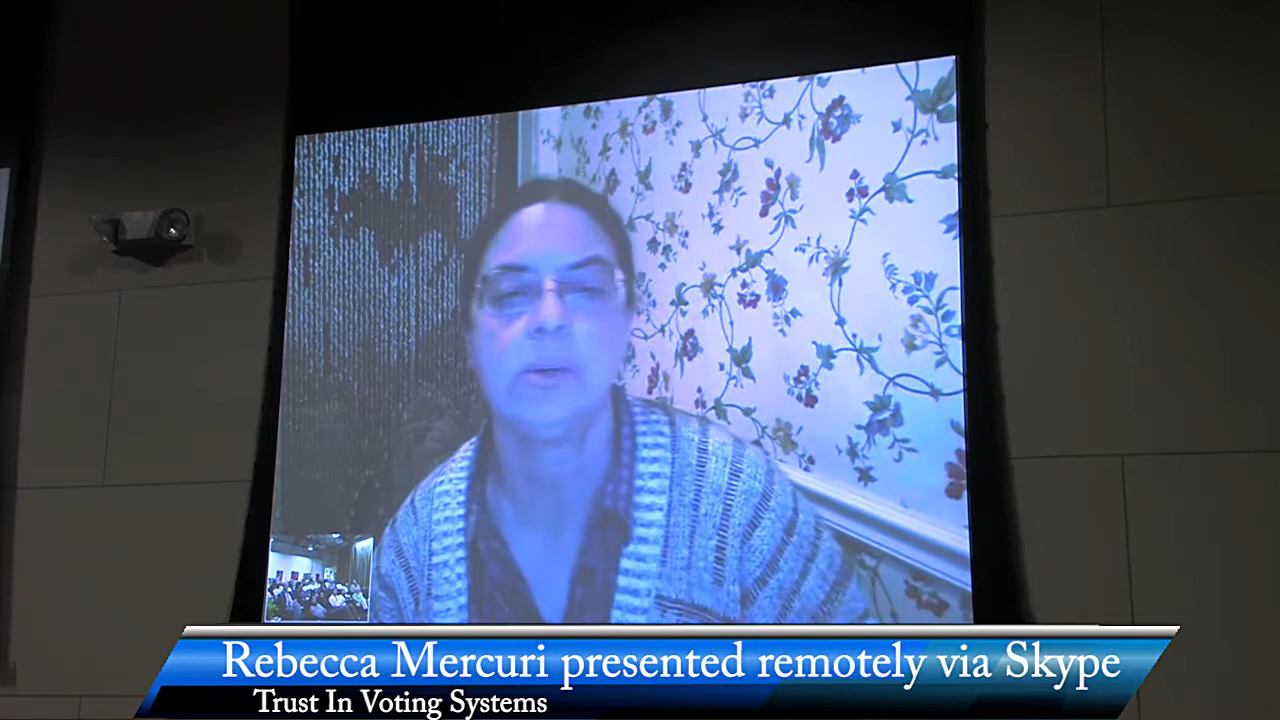 Rebecca Mercuri presented remotely via Skype
Trust In Voting Systems